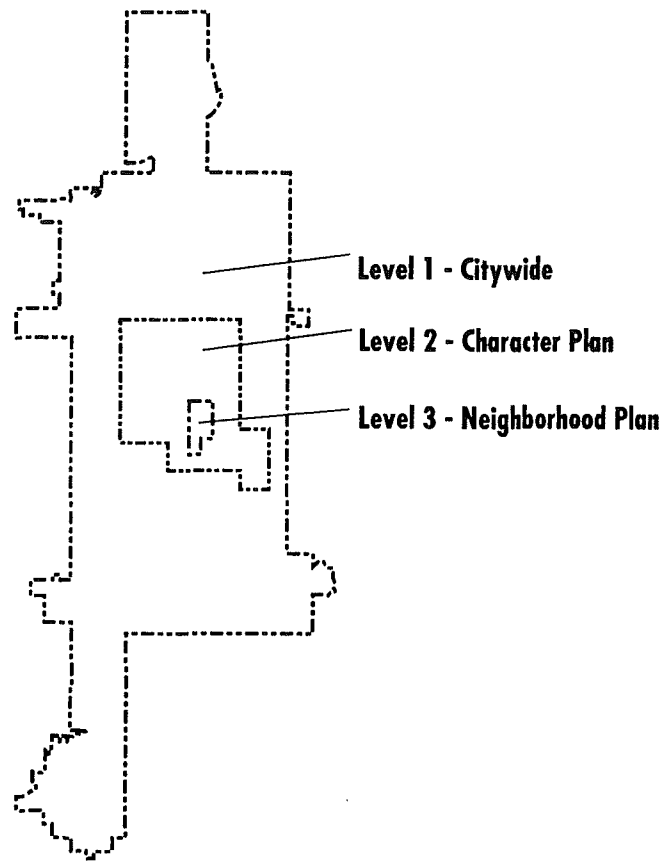 Level 1 - Citywide
Level 2 - Character Plan
Level 3 - Neighborhood Plan